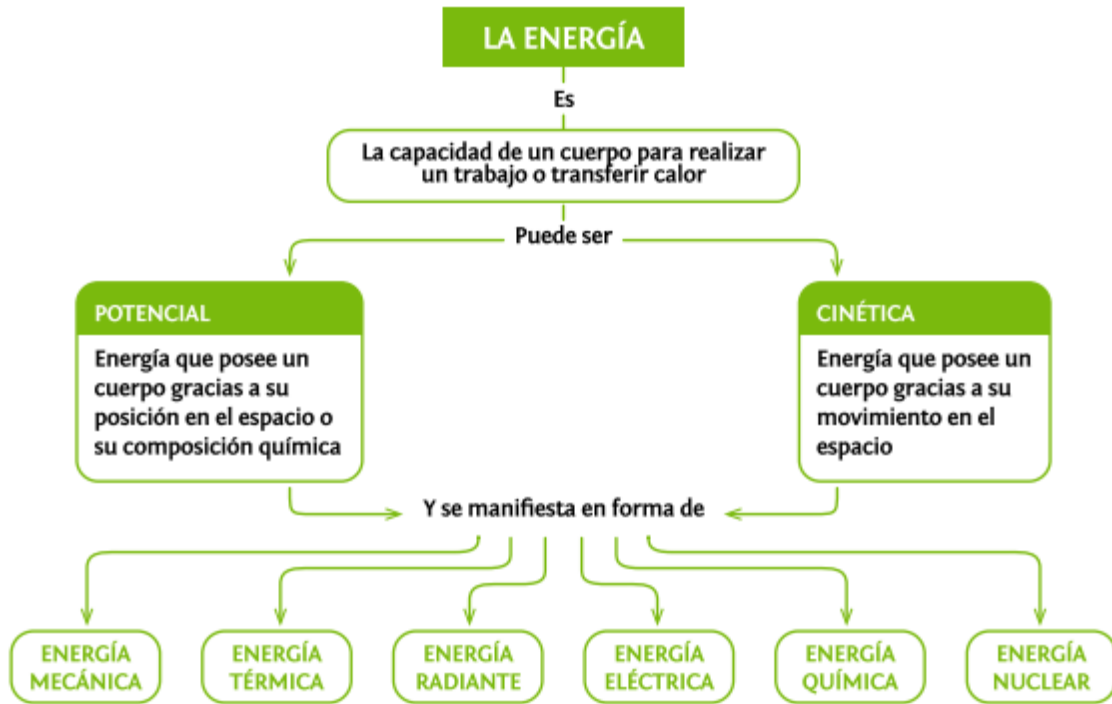 LA ENERGÍA
Es
La capacidad de un cuerpo para realizar
un trabajo o transferir calor
Puede ser
POTENCIAL
Energía que posee un
cuerpo gracias a su
posición en el espacio o
su composición química
CINÉTICA
Energía que posee un
cuerpo gracias a su
movimiento en el
espacio
Y se manifiesta en forma de
ENERGÍA
MECÁNICA
ENERGÍA
TÉRMICA
ENERGÍA
RADIANTE
ENERGÍA
ELÉCTRICA
ENERGÍA
QUÍMICA
ENERGÍA
NUCLEAR